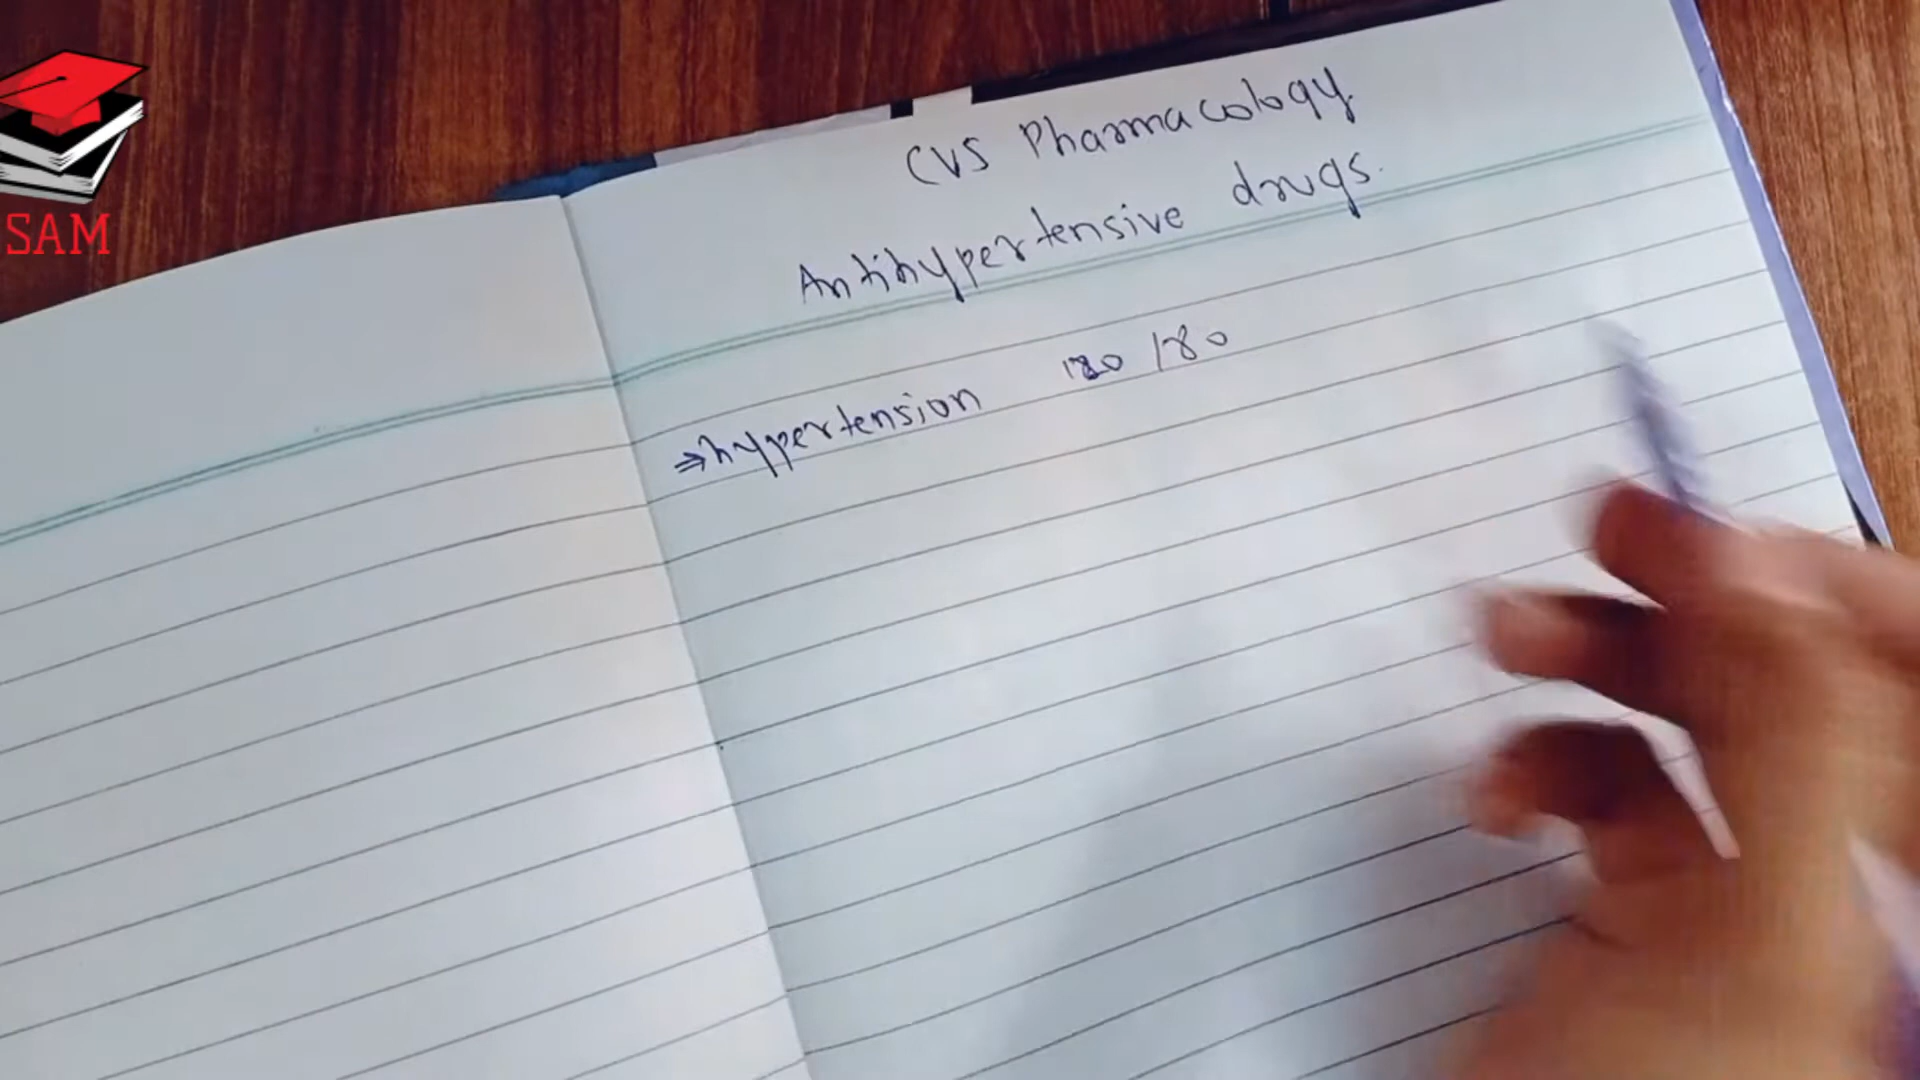 SAM
CVS Pharmacology
Antihypertensive drugs.
⇒hypertension 120 / 80